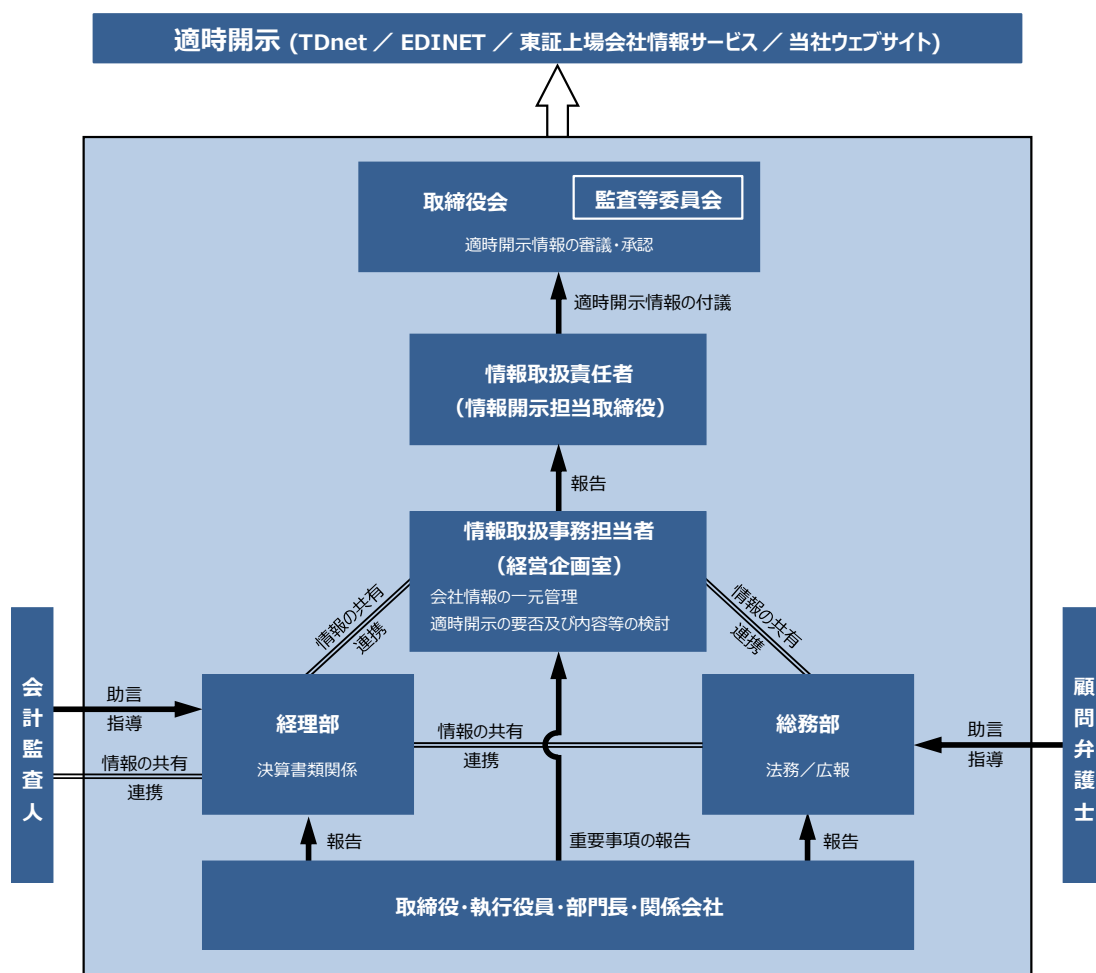 適時開示 (TDnet ／ EDINET ／ 東証上場会社情報サービス ／ 当社ウェブサイト)
取締役会
監査等委員会
適時開示情報の審議・承認
適時開示情報の付議
情報取扱責任者
（情報開示担当取締役）
報告
情報取扱事務担当者
（経営企画室）
会社情報の一元管理
適時開示の要否及び内容等の検討
情報の共有
連携
情報の共有
連携
会計監査人
助言
指導
情報の共有
連携
経理部
決算書類関係
情報の共有
連携
総務部
法務／広報
助言
指導
顧問弁護士
報告
重要事項の報告
報告
取締役・執行役員・部門長・関係会社